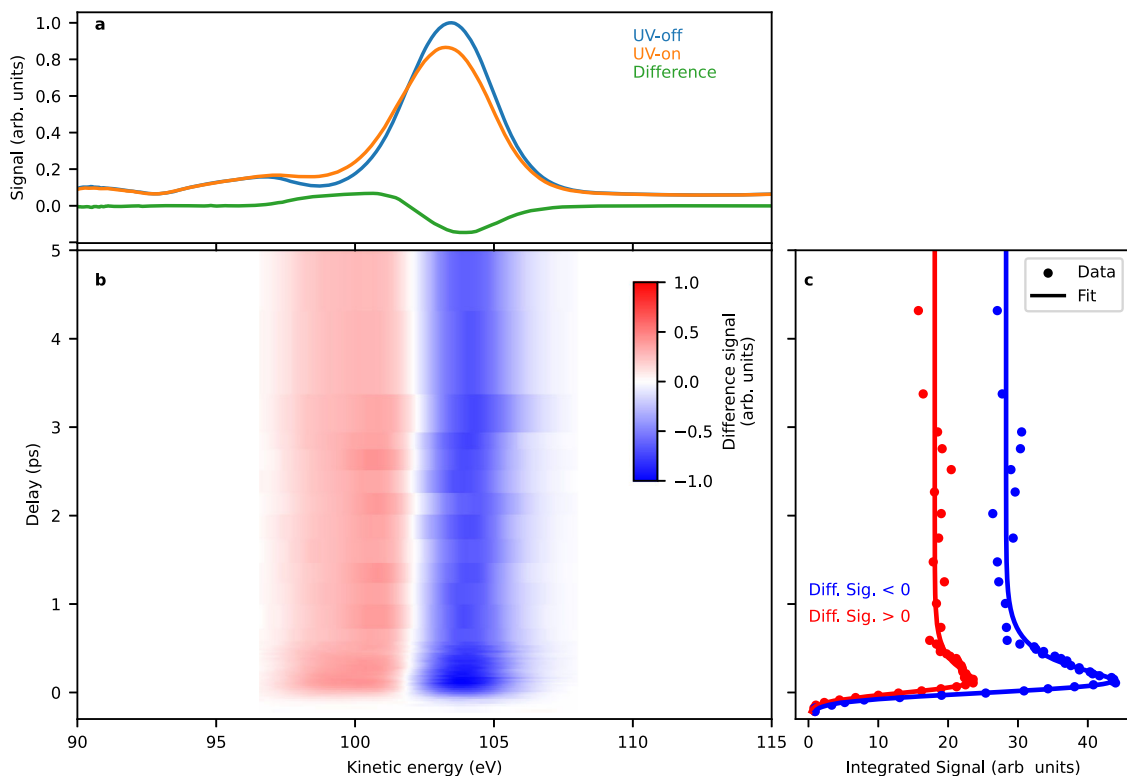 a
UV-off
UV-on
Difference
Signal (arb. units)
1.0
0.8
0.6
0.4
0.2
0.0
b
Delay (ps)
5
4
3
2
1
0
1.0
0.5
0.0
−0.5
−1.0
Difference signal
(arb. units)
90
95
100
105
110
115
Kinetic energy (eV)
c
Data
Fit
Diff. Sig. < 0
Diff. Sig. > 0
0
10
20
30
40
Integrated Signal (arb units)